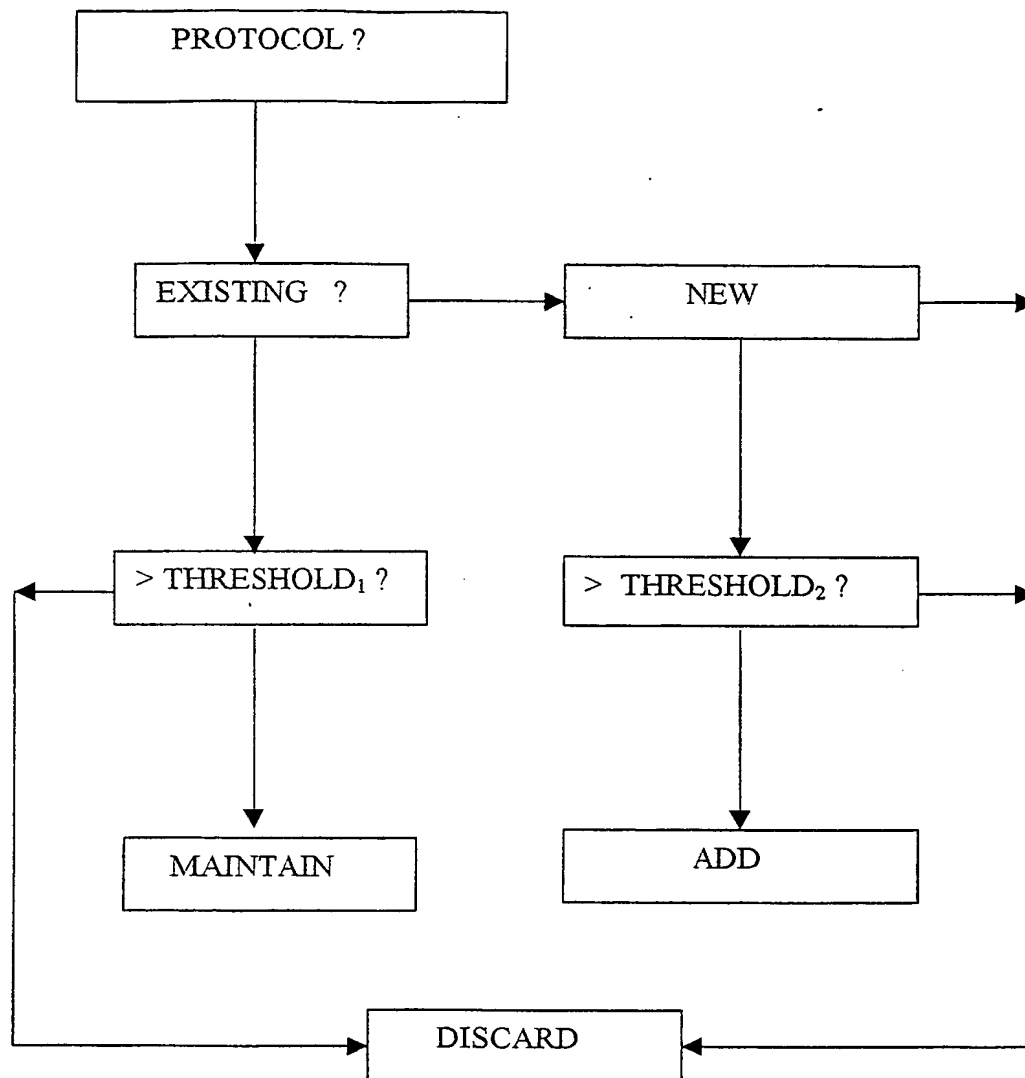 PROTOCOL ?
EXISTING ?
NEW
> THRESHOLD₁ ?
> THRESHOLD₂ ?
MAINTAIN
ADD
DISCARD